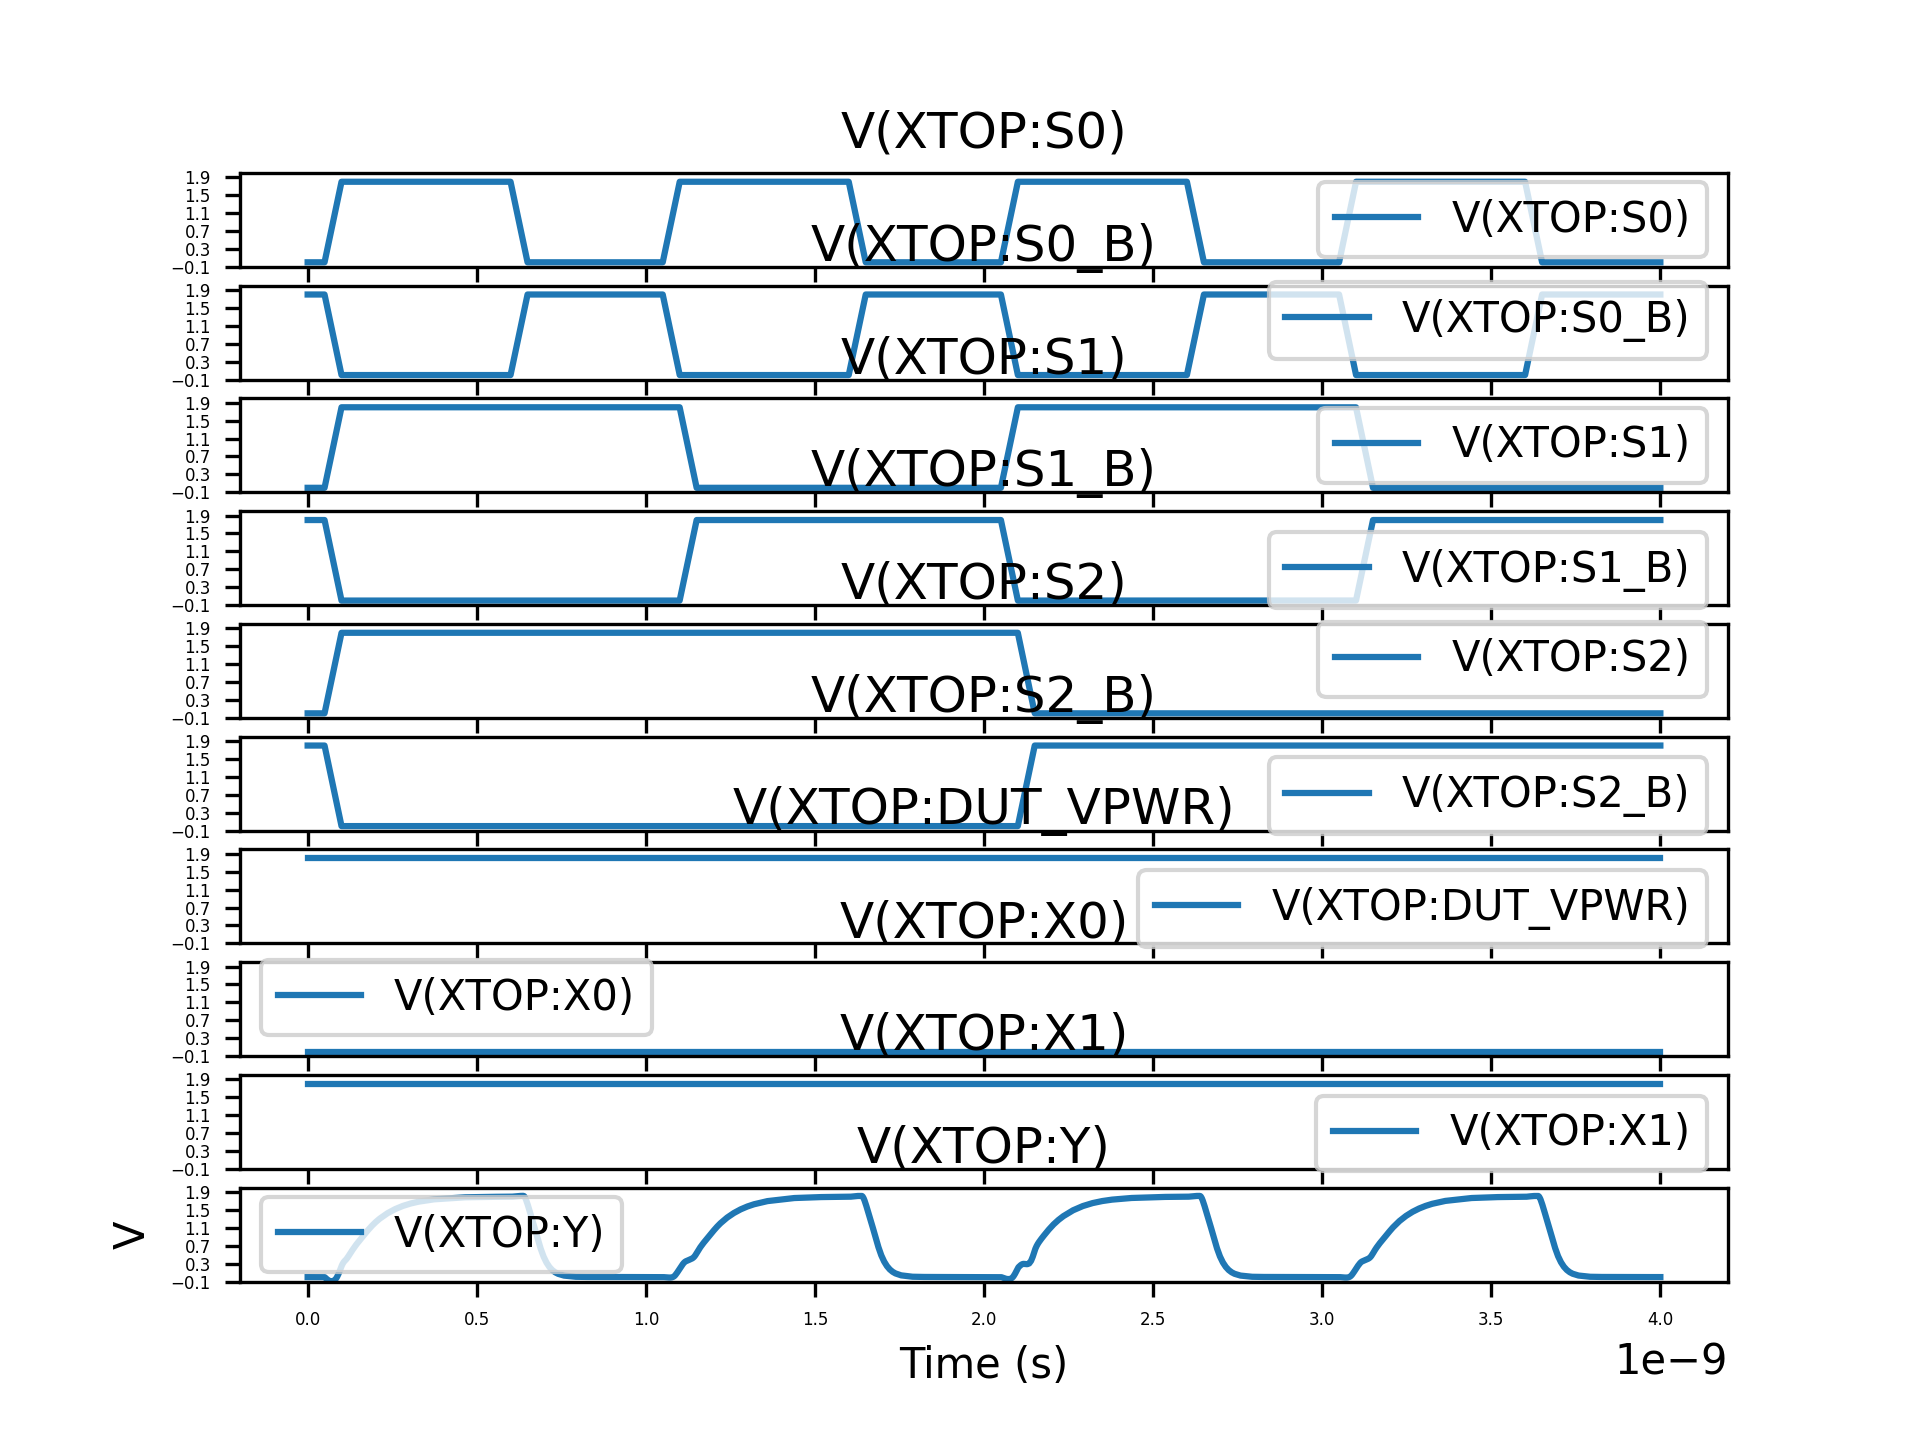 V(XTOP:S0)
1.9
1.5
1.1
0.7
0.3
−0.1
V(XTOP:S0)
V(XTOP:S0_B)
1.9
1.5
1.1
0.7
0.3
−0.1
V(XTOP:S0_B)
V(XTOP:S1)
1.9
1.5
1.1
0.7
0.3
−0.1
V(XTOP:S1)
V(XTOP:S1_B)
1.9
1.5
1.1
0.7
0.3
−0.1
V(XTOP:S1_B)
V(XTOP:S2)
1.9
1.5
1.1
0.7
0.3
−0.1
V(XTOP:S2)
V(XTOP:S2_B)
1.9
1.5
1.1
0.7
0.3
−0.1
V(XTOP:S2_B)
V(XTOP:DUT_VPWR)
1.9
1.5
1.1
0.7
0.3
−0.1
V(XTOP:DUT_VPWR)
V(XTOP:X0)
1.9
1.5
1.1
0.7
0.3
−0.1
V(XTOP:X0)
V(XTOP:X1)
1.9
1.5
1.1
0.7
0.3
−0.1
V(XTOP:X1)
V(XTOP:Y)
1.9
1.5
1.1
0.7
0.3
−0.1
V(XTOP:Y)
V
0.0 0.5 1.0 1.5 2.0 2.5 3.0 3.5 4.0
Time (s)
1e−9